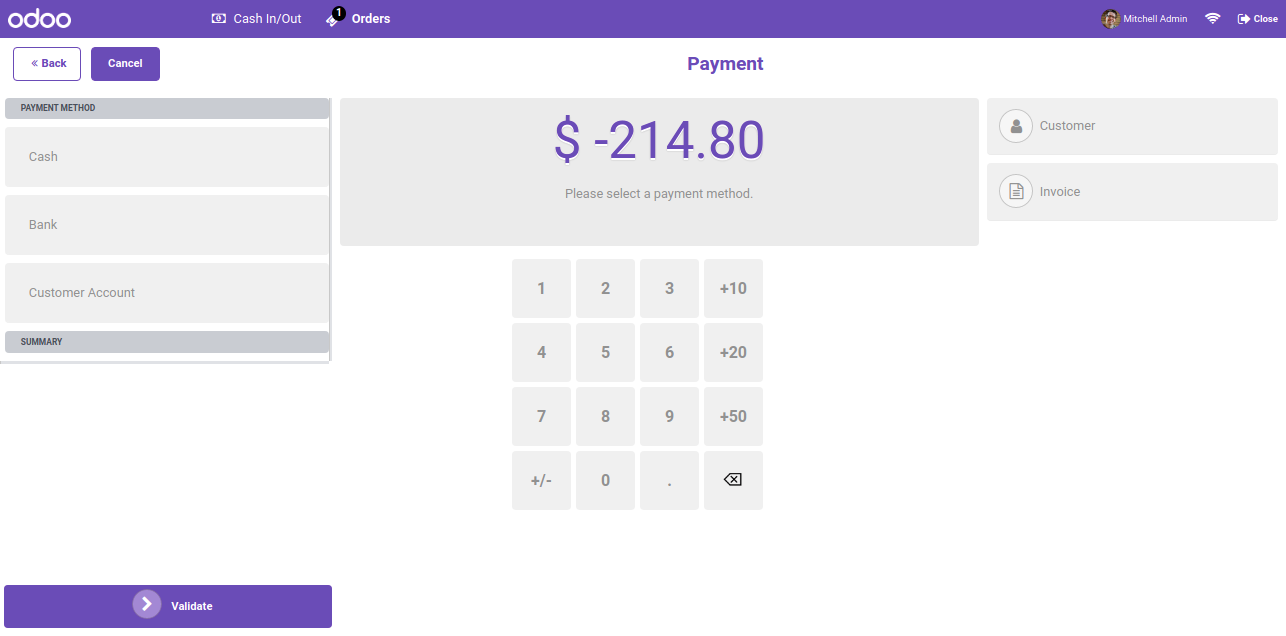 odoo
Cash In/Out
1
Orders
Mitchell Admin
Close
« Back
Cancel
Payment
PAYMENT METHOD
Cash
Bank
Customer Account
SUMMARY
$ -214.80
Please select a payment method.
Customer
Invoice
1 2 3 +10
4 5 6 +20
7 8 9 +50
+/- 0 .
Validate